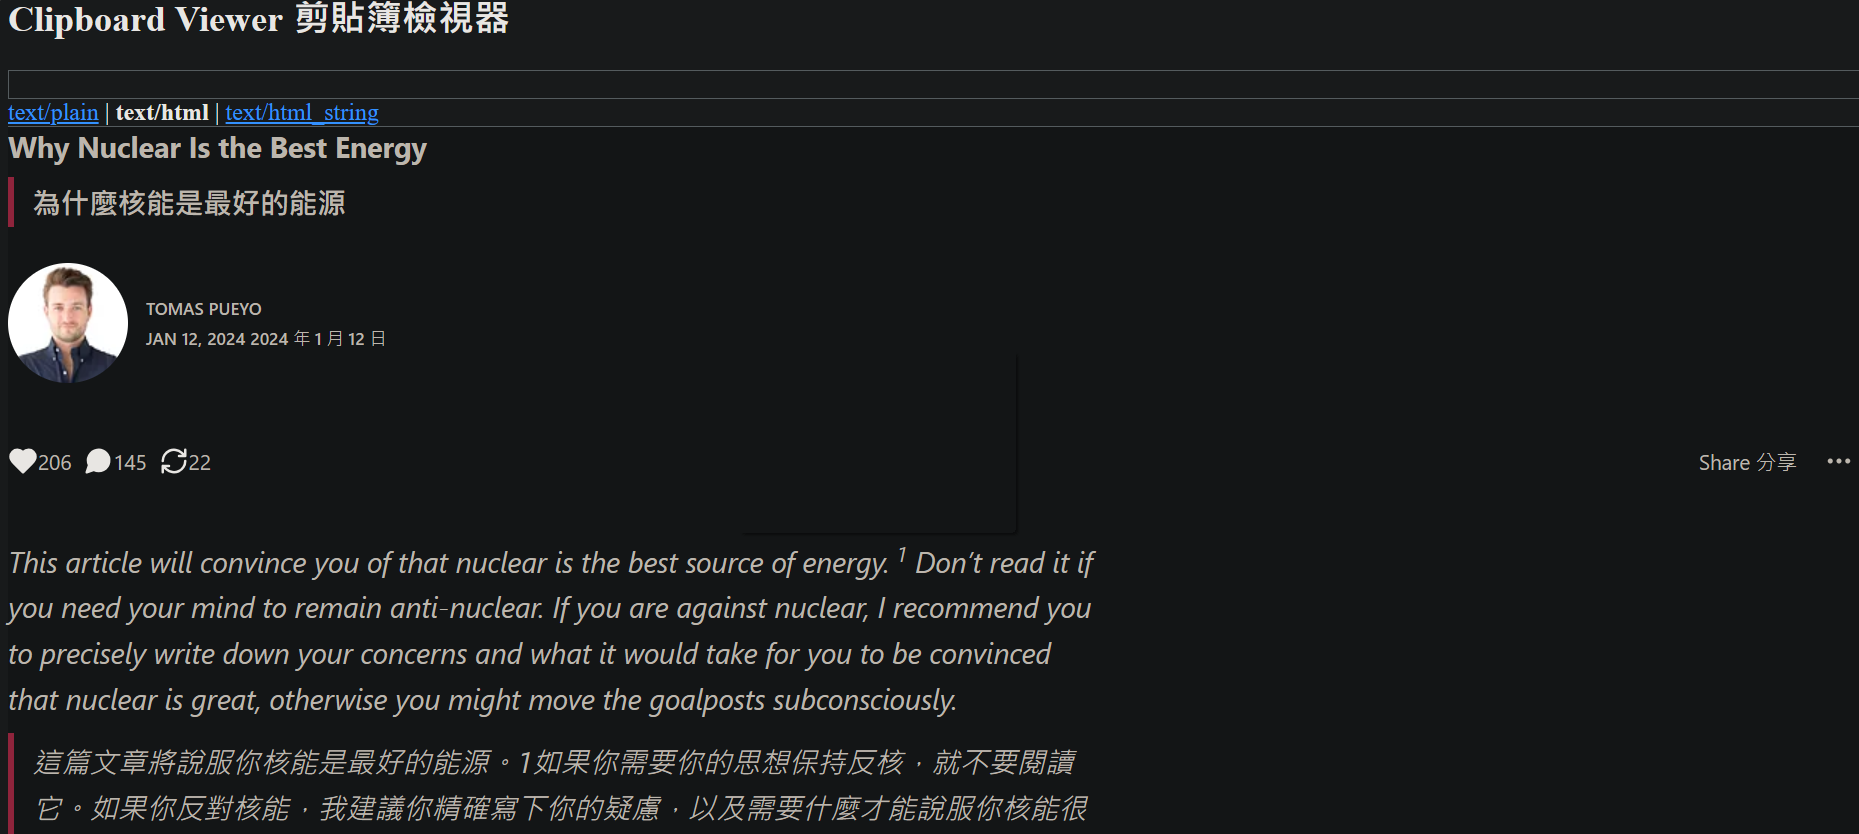 Clipboard Viewer 剪貼簿檢視器
text/plain | text/html | text/html_string
Why Nuclear Is the Best Energy
為什麼核能是最好的能源
TOMAS PUEYO
JAN 12, 2024 2024 年 1 月 12 日
206 145 22 Share 分享
This article will convince you of that nuclear is the best source of energy. 1 Don’t read it if
you need your mind to remain anti-nuclear. If you are against nuclear, I recommend you
to precisely write down your concerns and what it would take for you to be convinced
that nuclear is great, otherwise you might move the goalposts subconsciously.
這篇文章將說服你核能是最好的能源。1如果你需要你的思想保持反核，就不要閱讀
它。如果你反對核能，我建議你精確寫下你的疑慮，以及需要什麼才能說服你核能很